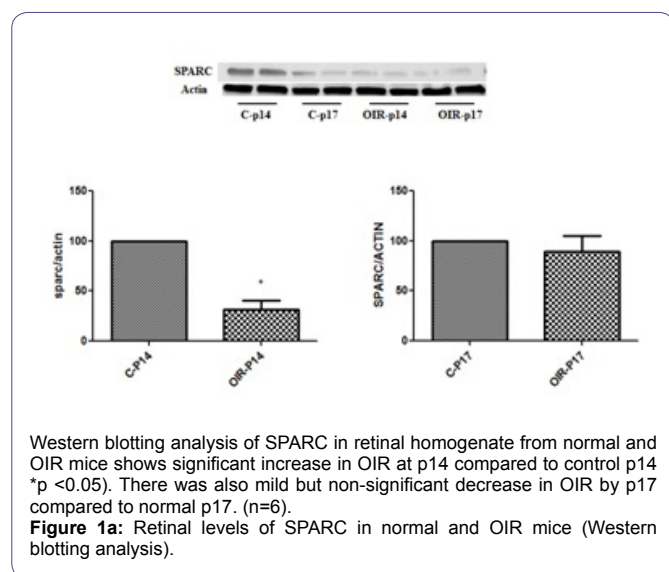 SPARC
Actin
C-p14 C-p17 OIR-p14 OIR-p17
150
100
50
0
sparc/actin
C-P14
OIR-P14
*
150
100
50
0
SPARC/ACTIN
C-P17
OIR-P17
Western blotting analysis of SPARC in retinal homogenate from normal and
OIR mice shows significant increase in OIR at p14 compared to control p14
*p <0.05). There was also mild but non-significant decrease in OIR by p17
compared to normal p17. (n=6).
Figure 1a: Retinal levels of SPARC in normal and OIR mice (Western
blotting analysis).